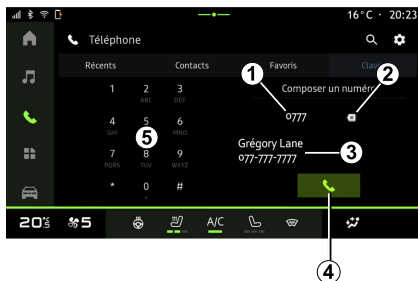 16°C · 20:23
Téléphone
Récents Contacts Favoris Clavier
1 2 3 Composer un numéro
ABC DEF
1 2
0777
4 5 6
GHI MNO
5
Grégory Lane
3
077-777-7777
7 8 9
PQRS TUV WXYZ
* 0 #
20.5 5 A/C
4